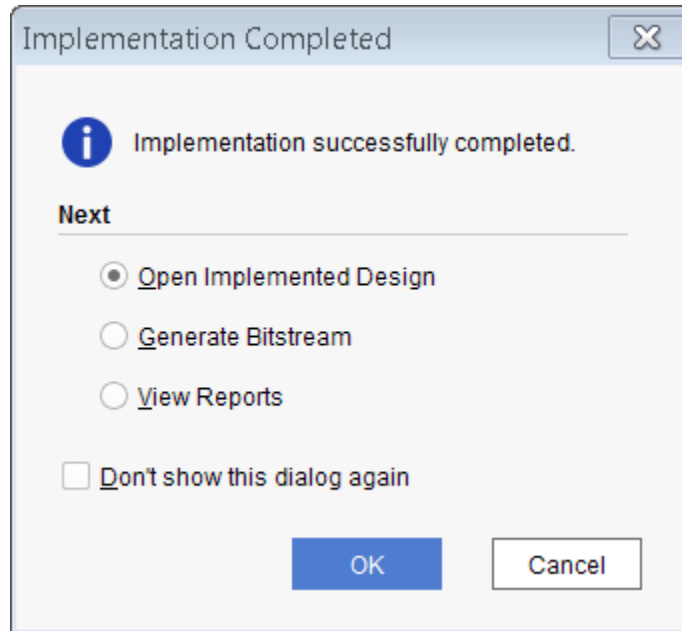 Implementation Completed
Implementation successfully completed.
Next
Open Implemented Design
Generate Bitstream
View Reports
Don't show this dialog again
OK
Cancel